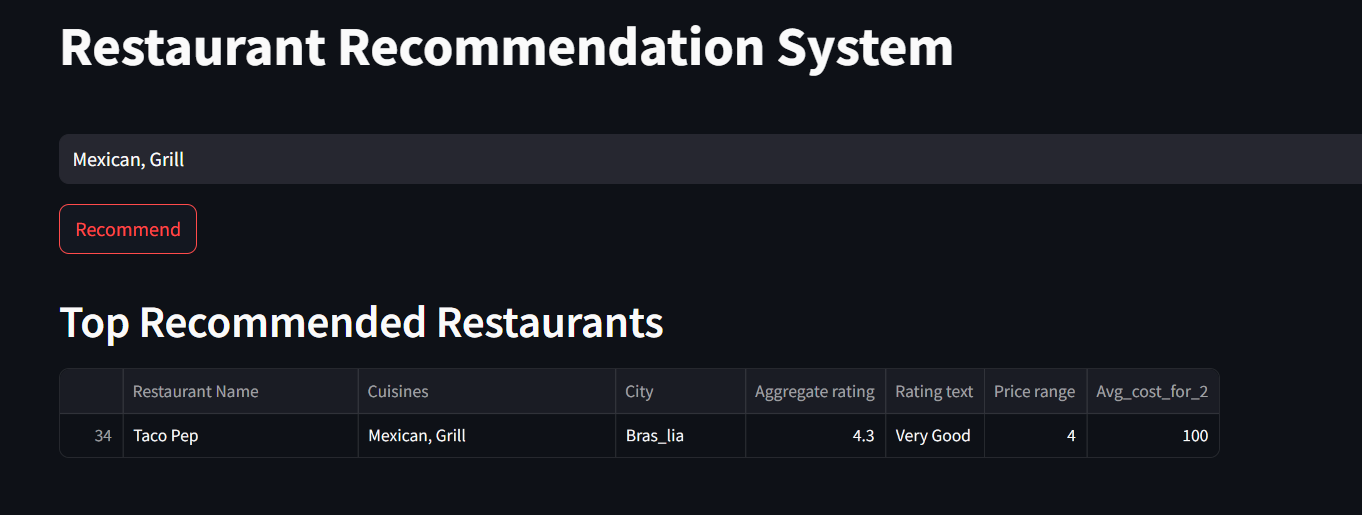 Restaurant Recommendation System
Mexican, Grill
Recommend
Top Recommended Restaurants
Restaurant Name Cuisines City Aggregate rating Rating text Price range Avg_cost_for_2
34 Taco Pep Mexican, Grill Bras_lia 4.3 Very Good 4 100